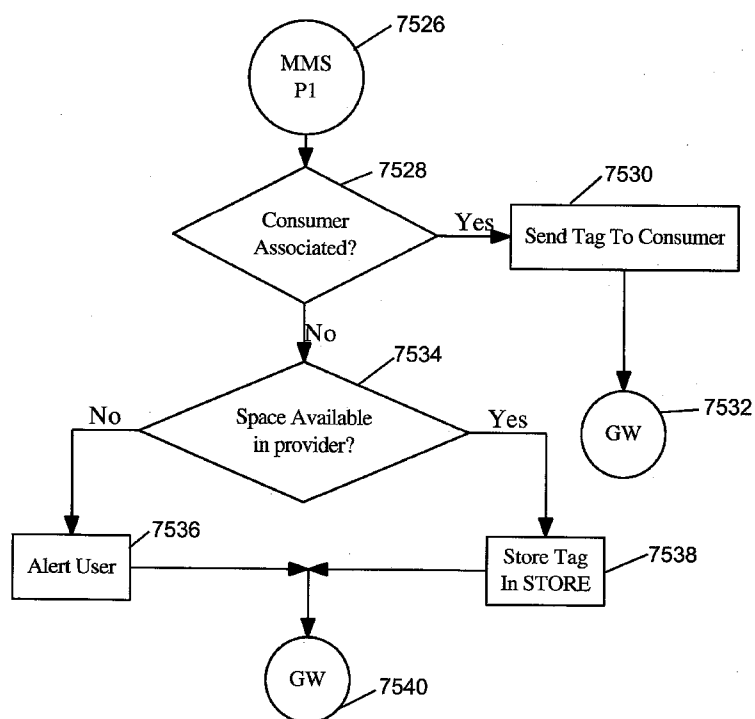 7526
MMS
P1
7528
7530
Consumer
Associated?
Yes
Send Tag To Consumer
No
7534
7532
GW
No
Space Available
in provider?
Yes
7536
Alert User
7538
Store Tag
In STORE
GW
7540